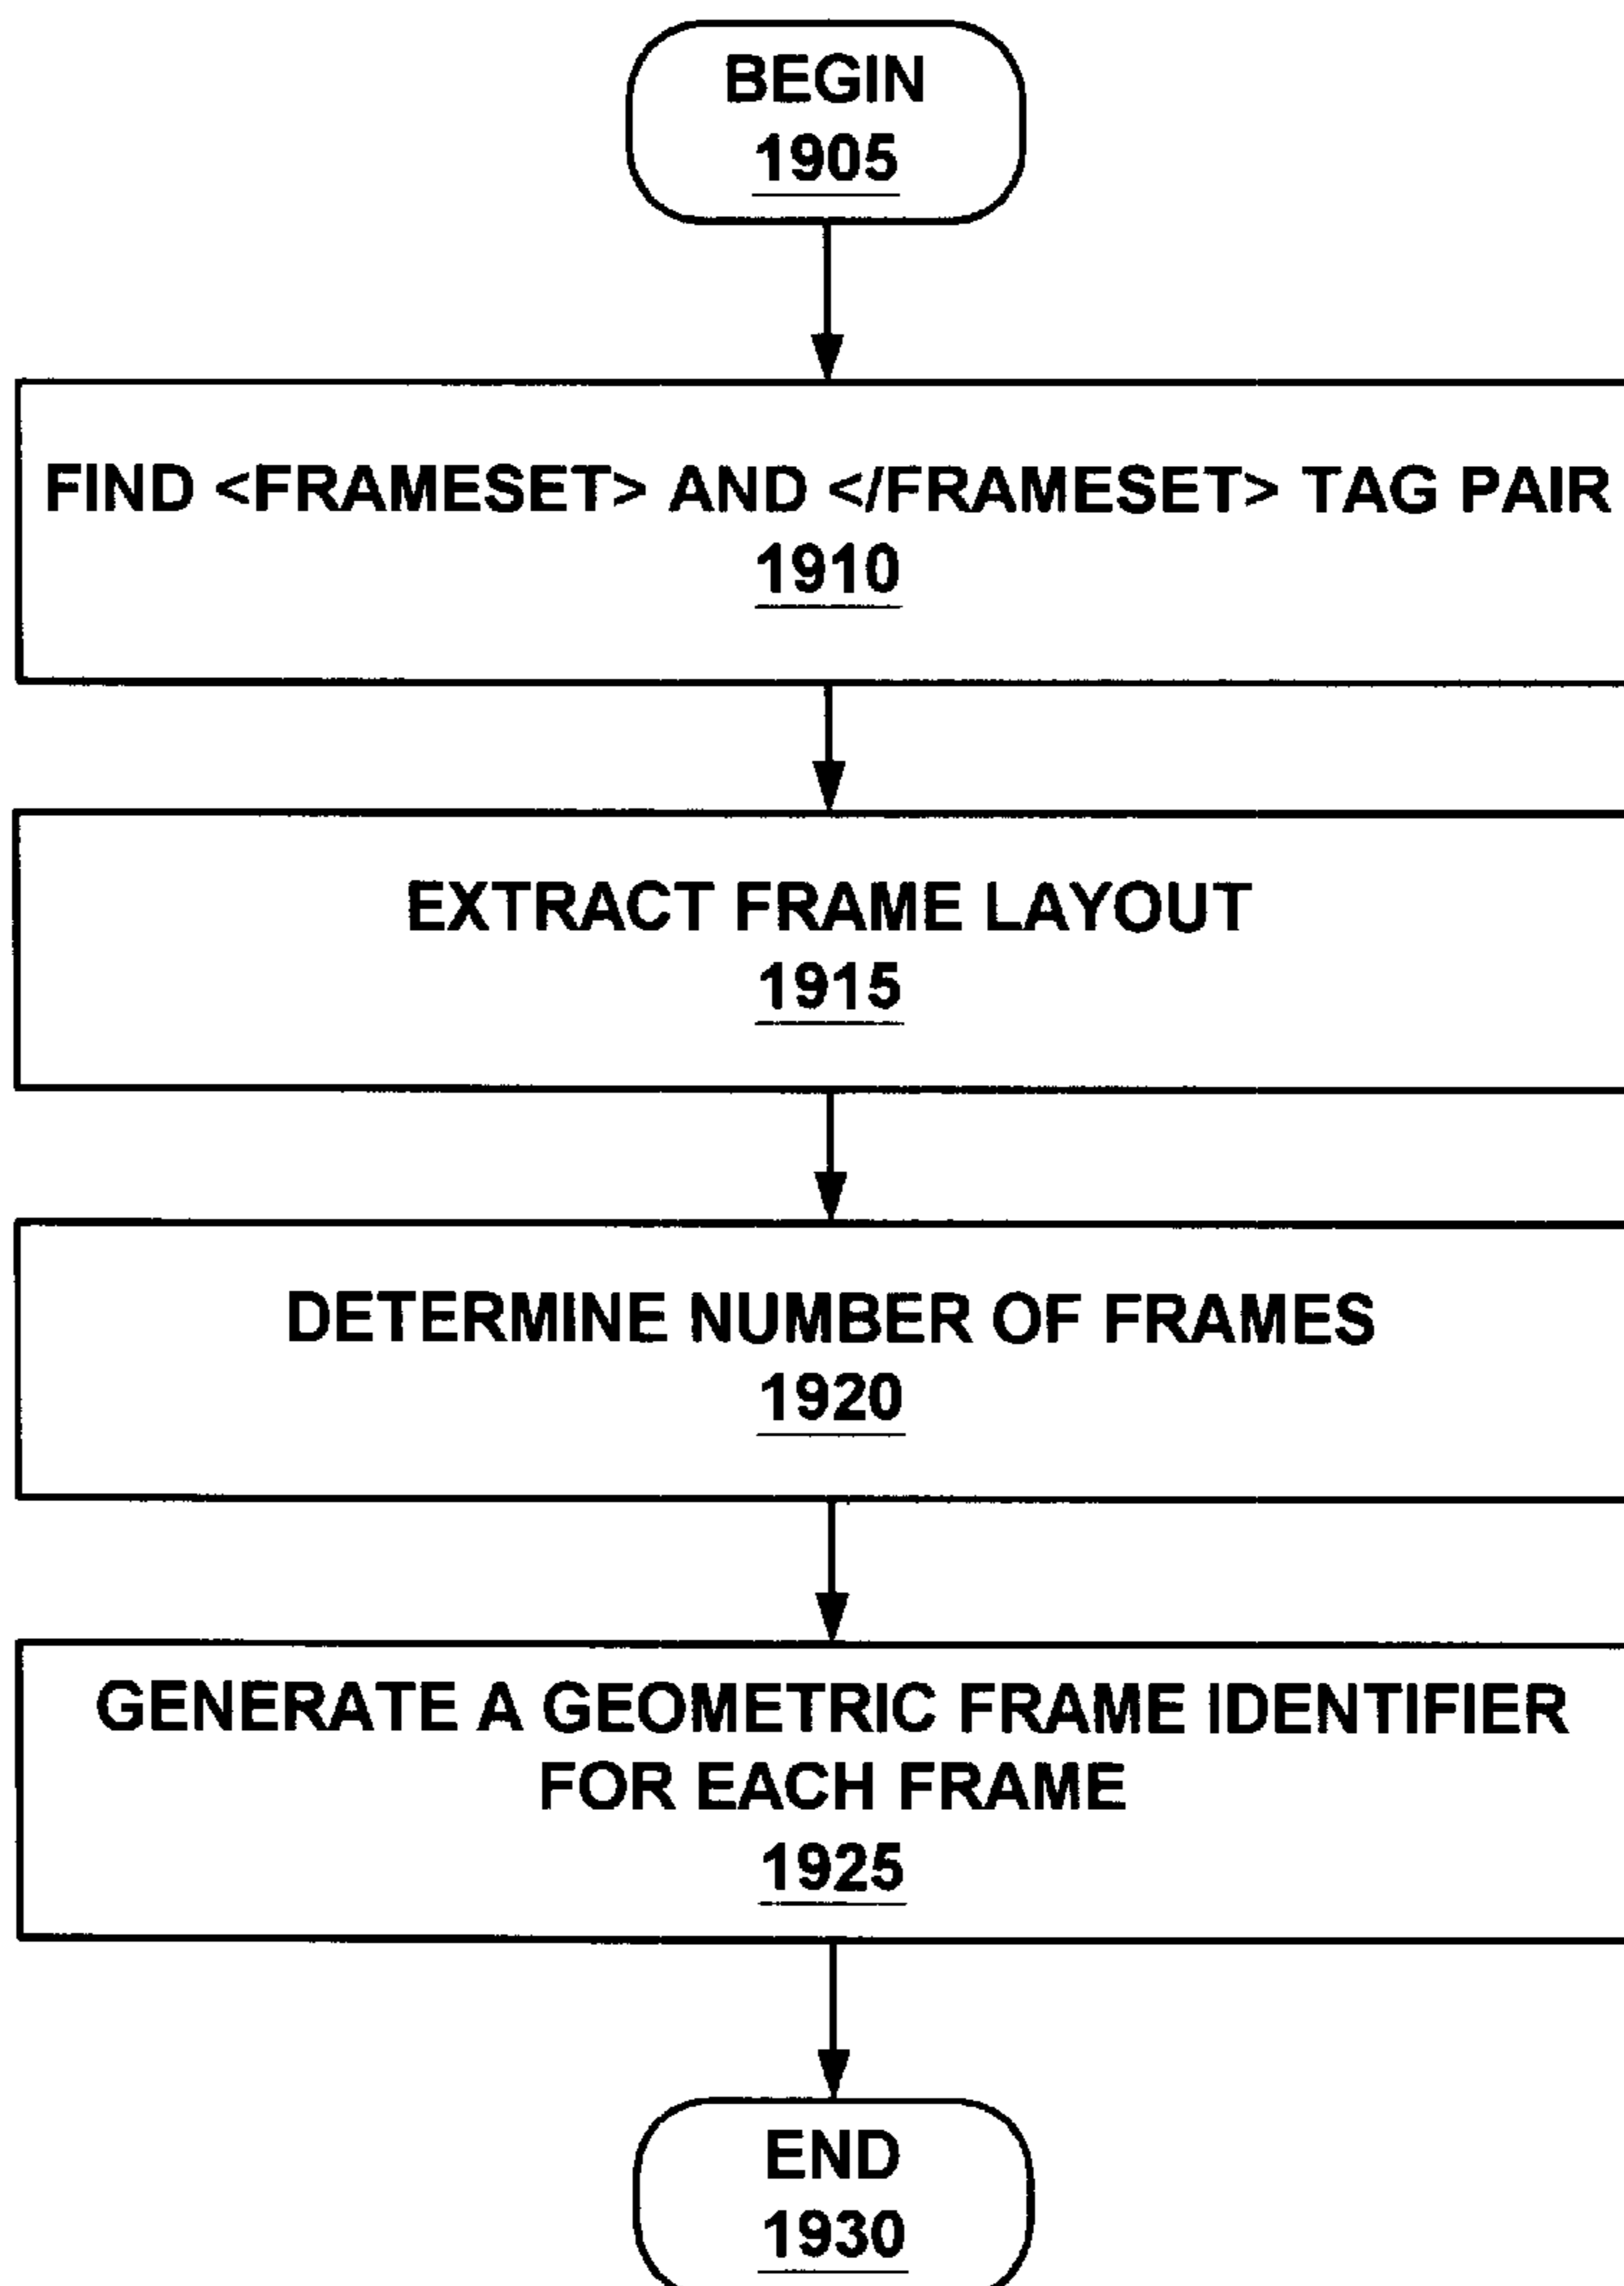 BEGIN
1905
FIND <FRAMESET> AND </FRAMESET> TAG PAIR
1910
EXTRACT FRAME LAYOUT
1915
DETERMINE NUMBER OF FRAMES
1920
GENERATE A GEOMETRIC FRAME IDENTIFIER
FOR EACH FRAME
1925
END
1930